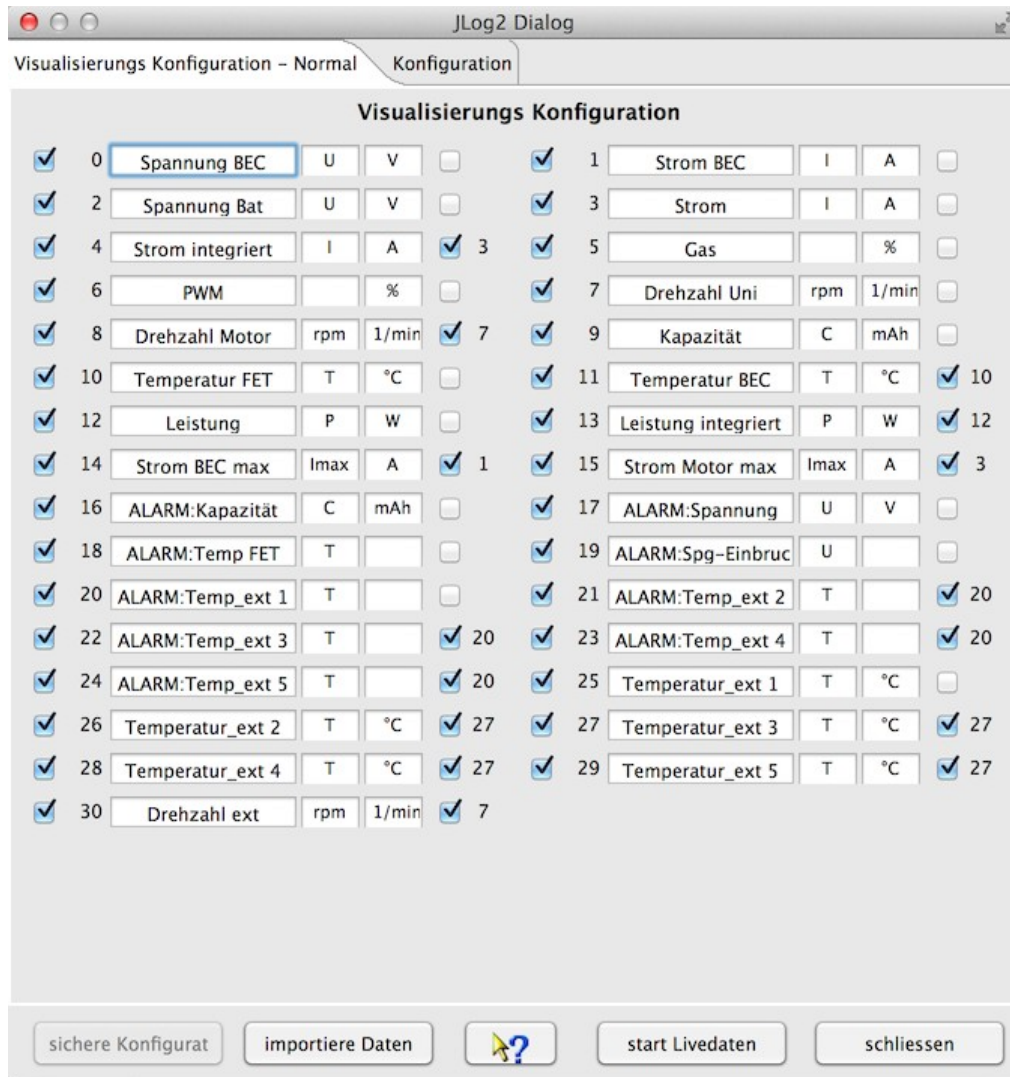 JLog2 Dialog
Visualisierungs Konfiguration – Normal Konfiguration
Visualisierungs Konfiguration
0 Spannung BEC U V 1 Strom BEC I A
2 Spannung Bat U V 3 Strom I A
4 Strom integriert I A 3 5 Gas %
6 PWM % 7 Drehzahl Uni rpm 1/min
8 Drehzahl Motor rpm 1/min 7 9 Kapazität C mAh
10 Temperatur FET T °C 11 Temperatur BEC T °C 10
12 Leistung P W 13 Leistung integriert P W 12
14 Strom BEC max Imax A 1 15 Strom Motor max Imax A 3
16 ALARM:Kapazität C mAh 17 ALARM:Spannung U V
18 ALARM:Temp FET T 19 ALARM:Spg-Einbruc U
20 ALARM:Temp_ext 1 T 21 ALARM:Temp_ext 2 T 20
22 ALARM:Temp_ext 3 T 20 23 ALARM:Temp_ext 4 T 20
24 ALARM:Temp_ext 5 T 20 25 Temperatur_ext 1 T °C
26 Temperatur_ext 2 T °C 27 27 Temperatur_ext 3 T °C 27
28 Temperatur_ext 4 T °C 27 29 Temperatur_ext 5 T °C 27
30 Drehzahl ext rpm 1/min 7
sichere Konfigurat importiere Daten ? start Livedaten schliessen